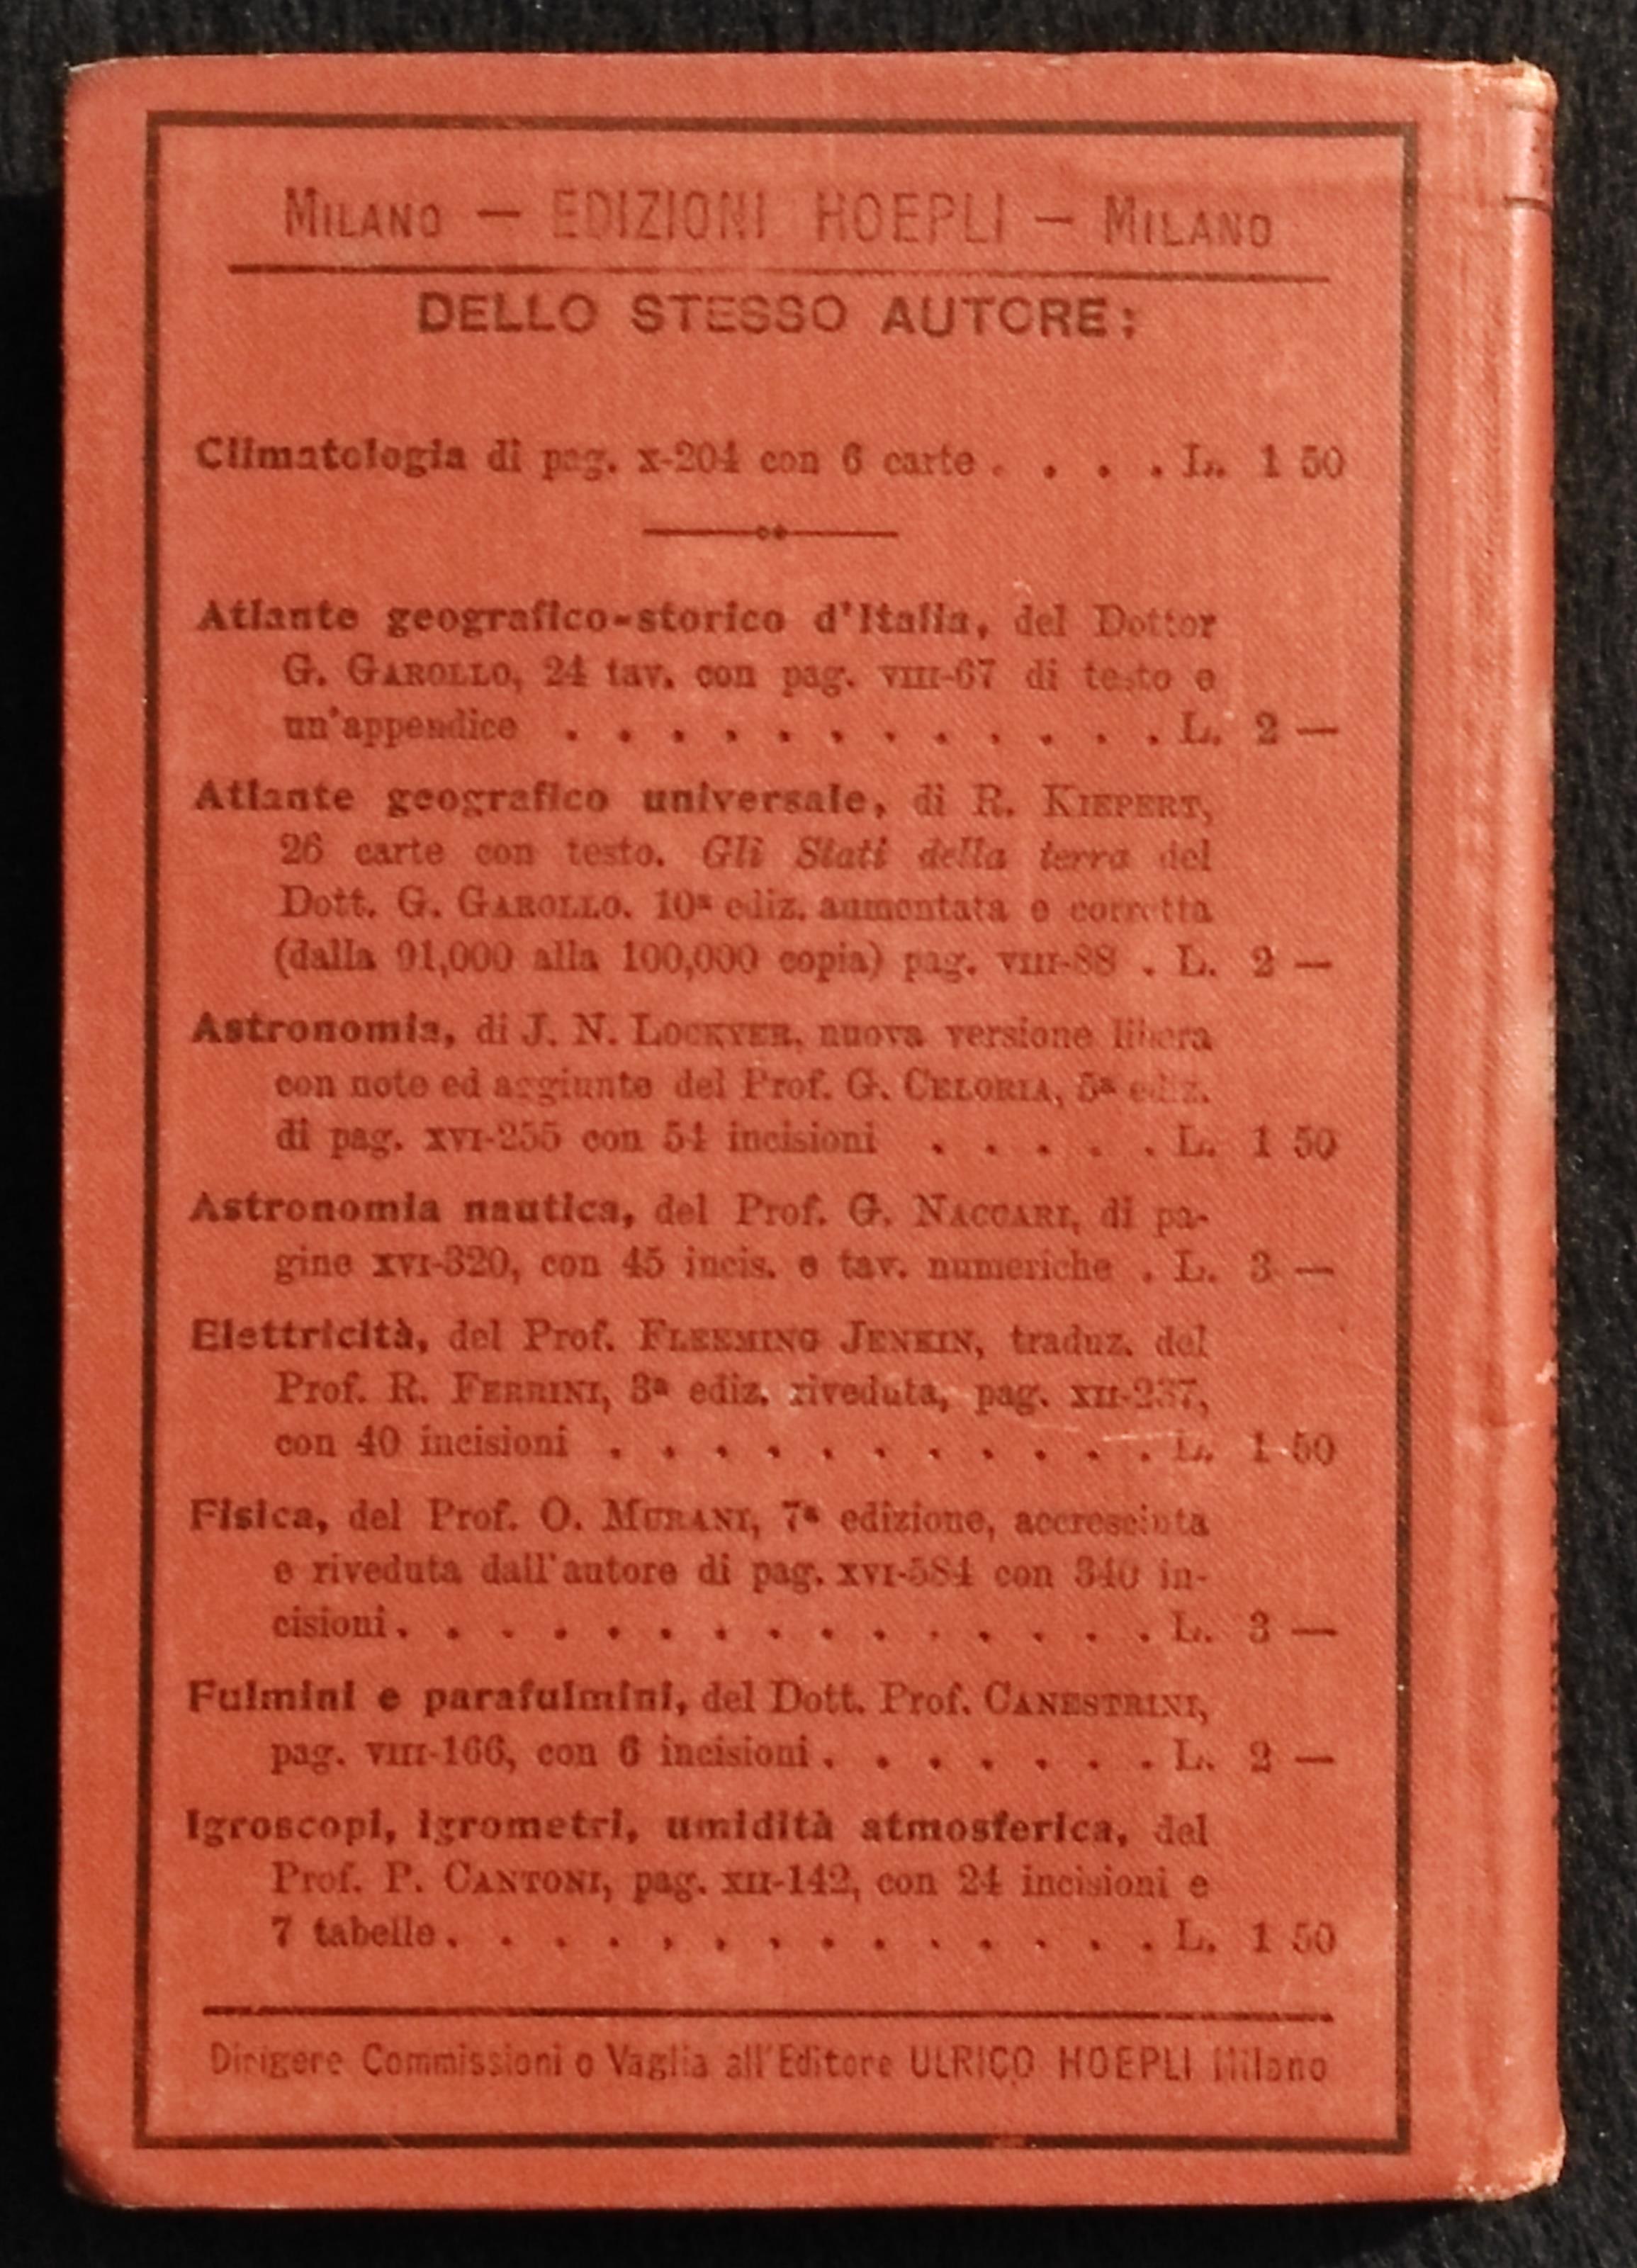 MILANO — EDIZIONI HOEPLI — MILANO
DELLO STESSO AUTORE:
Climatologia di pag. X-204 con 6 carte . . . . L. 1 50
Atlante geografico-storico d'Italia, del Dottor
G. GAROLLO, 24 tav. con pag. VIII-67 di testo e
un'appendice . . . . . . . . . . . . L. 2 —
Atlante geografico universale, di R. KIEPERT,
26 carte con testo. Gli Stati della terra del
Dott. G. GAROLLO. 10ª ediz. aumentata e corretta
(dalla 91,000 alla 100,000 copia) pag. VIII-88 . L. 2 —
Astronomia, di J. N. LOCKYER, nuova versione libera
con note ed aggiunte del Prof. G. CELORIA, 5ª ediz.
di pag. XVI-255 con 54 incisioni . . . . . L. 1 50
Astronomia nautica, del Prof. G. NACCARI, di pa-
gine XVI-320, con 45 incis. e tav. numeriche . L. 3 —
Elettricità, del Prof. FLEEMING JENKIN, traduz. del
Prof. R. FERRINI, 3ª ediz. riveduta, pag. XII-237,
con 40 incisioni . . . . . . . . . . . L. 1 50
Fisica, del Prof. O. MURANI, 7ª edizione, accresciuta
e riveduta dall'autore di pag. XVI-584 con 340 in-
cisioni . . . . . . . . . . . . . . . L. 3 —
Fulmini e parafulmini, del Dott. Prof. CANESTRINI,
pag. VIII-166, con 6 incisioni . . . . . . . L. 2 —
Igroscopi, igrometri, umidità atmosferica, del
Prof. P. CANTONI, pag. XII-142, con 24 incisioni e
7 tabelle . . . . . . . . . . . . . . L. 1 50
Dirigere Commissioni o Vaglia all'Editore ULRICO HOEPLI Milano